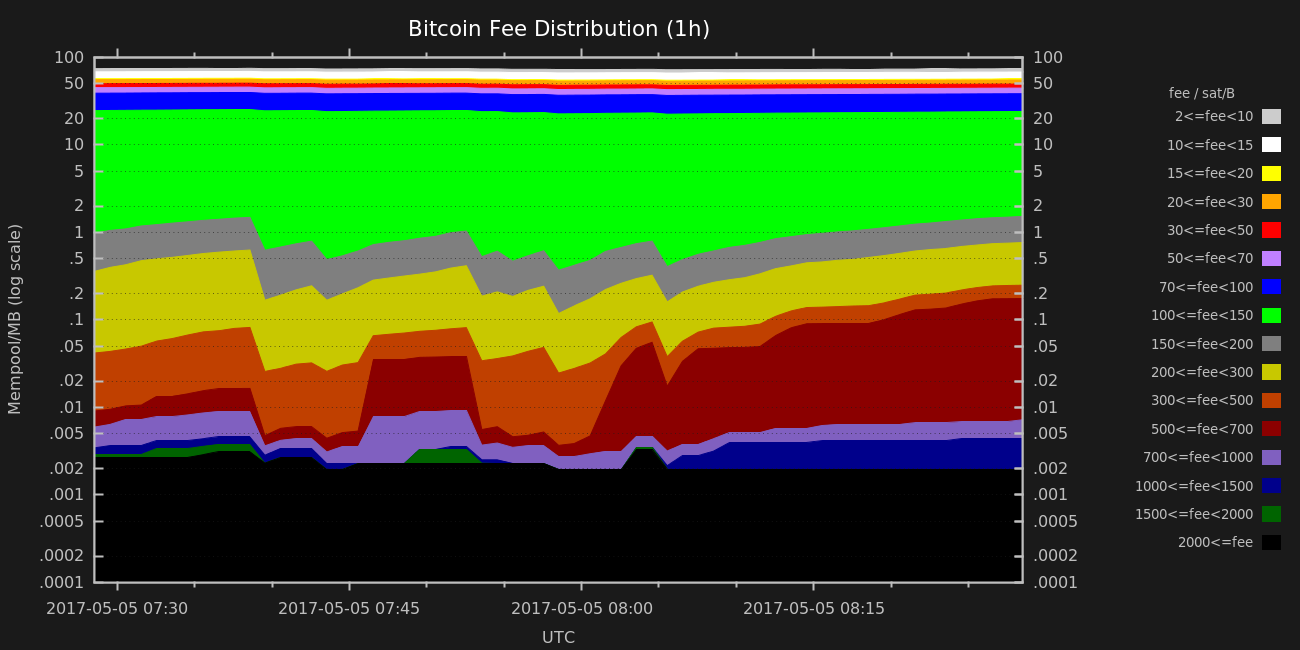 Bitcoin Fee Distribution (1h)
100 100
50 50
20 20
10 10
5 5
2 2
1 1
.5 .5
.2 .2
.1 .1
.05 .05
.02 .02
.01 .01
.005 .005
.002 .002
.001 .001
.0005 .0005
.0002 .0002
.0001 .0001
Mempool/MB (log scale)
2017-05-05 07:30 2017-05-05 07:45 2017-05-05 08:00 2017-05-05 08:15
UTC
fee / sat/B
2<=fee<10
10<=fee<15
15<=fee<20
20<=fee<30
30<=fee<50
50<=fee<70
70<=fee<100
100<=fee<150
150<=fee<200
200<=fee<300
300<=fee<500
500<=fee<700
700<=fee<1000
1000<=fee<1500
1500<=fee<2000
2000<=fee